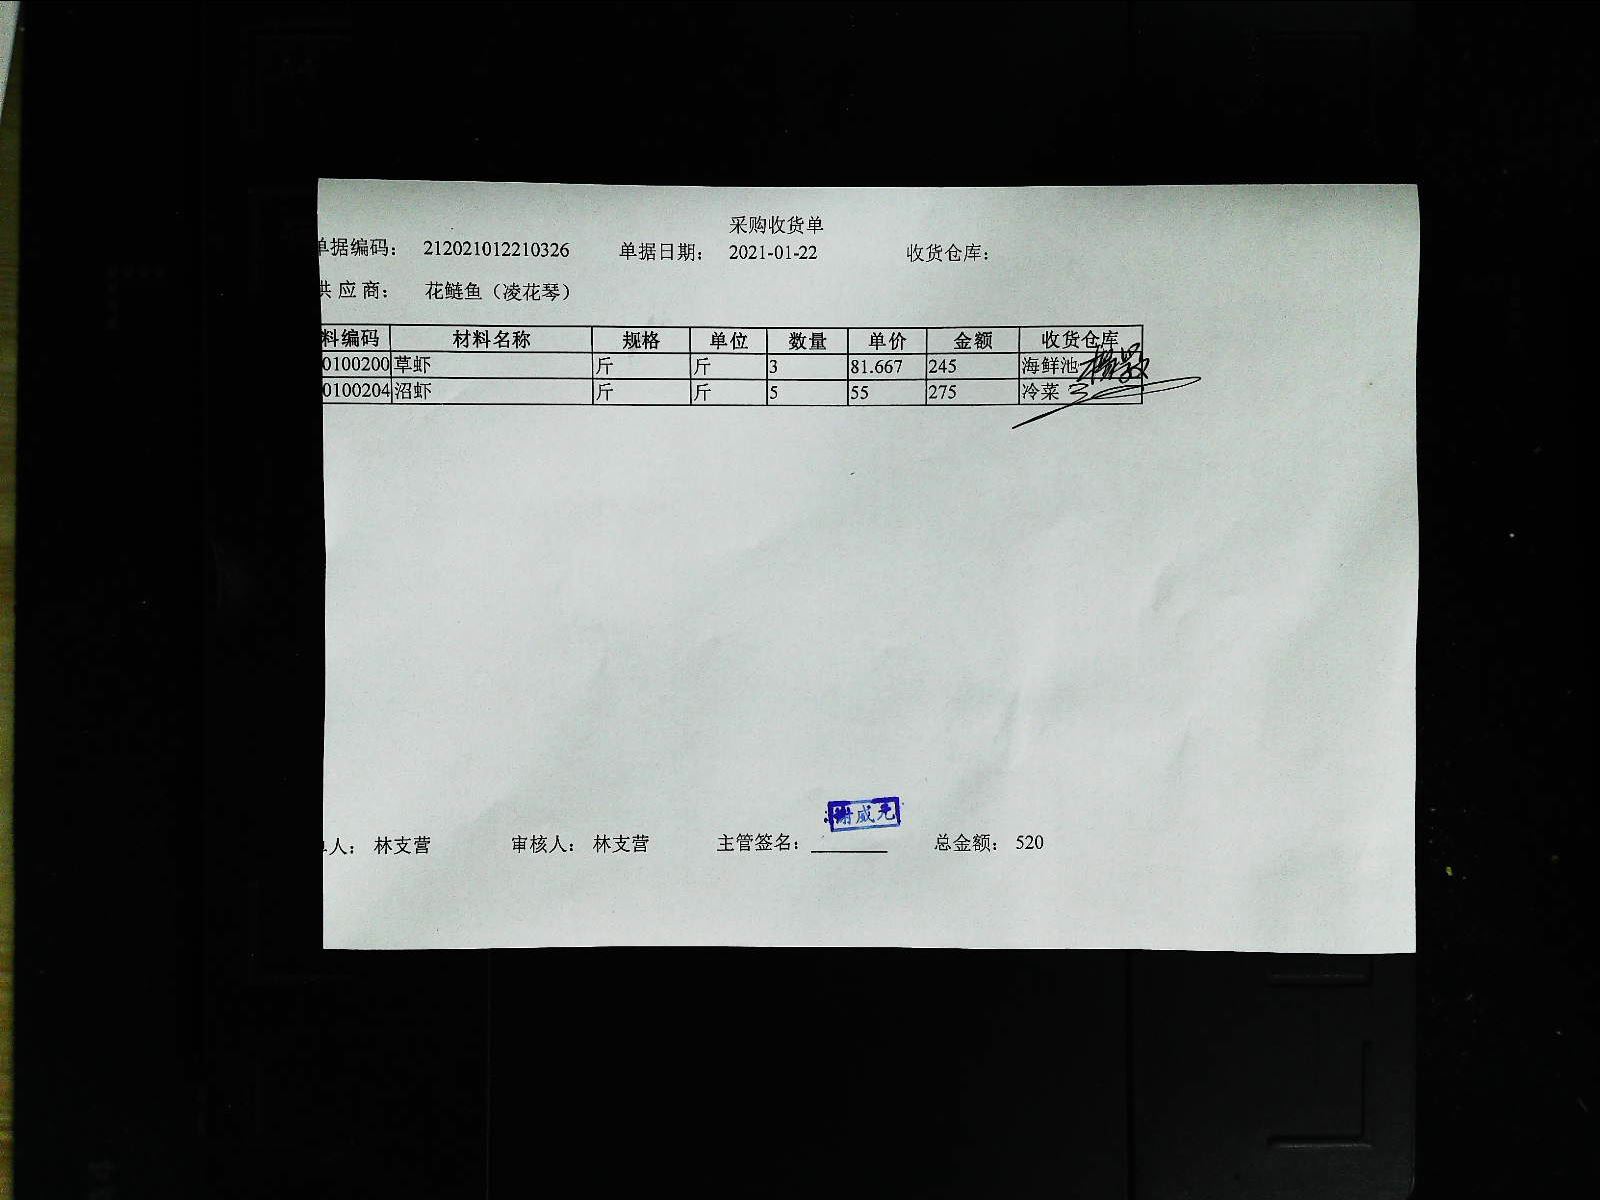 采购收货单
单据编码： 212021012210326 单据日期： 2021-01-22 收货仓库：
供应商： 花鲢鱼（凌花琴）
料编码 材料名称 规格 单位 数量 单价 金额 收货仓库
0100200 草虾 斤 斤 3 81.667 245 海鲜池
0100204 沼虾 斤 斤 5 55 275 冷菜
谢威元
人： 林支营 审核人： 林支营 主管签名： 总金额： 520